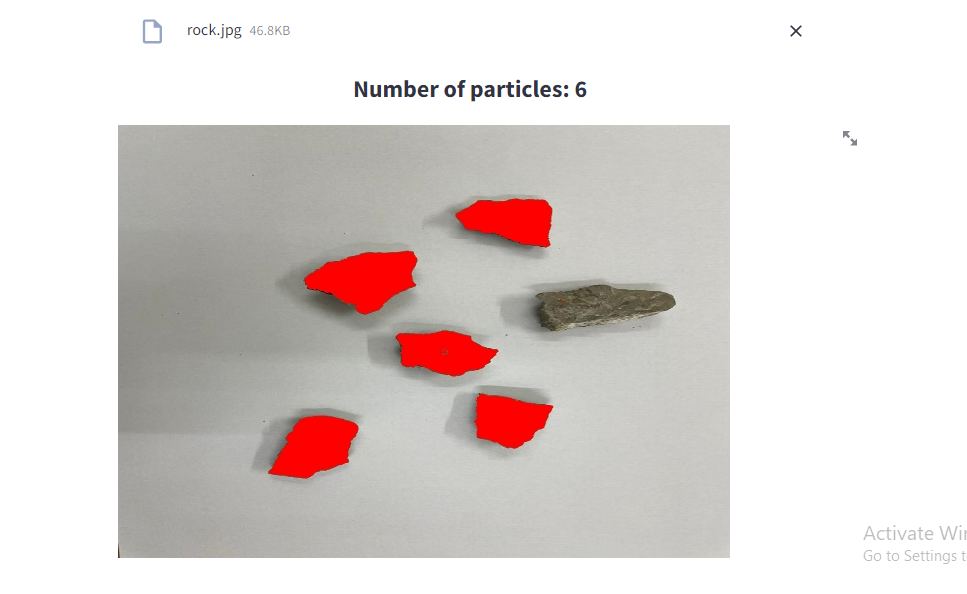 rock.jpg 46.8KB
Number of particles: 6
Activate Wi
Go to Settings t